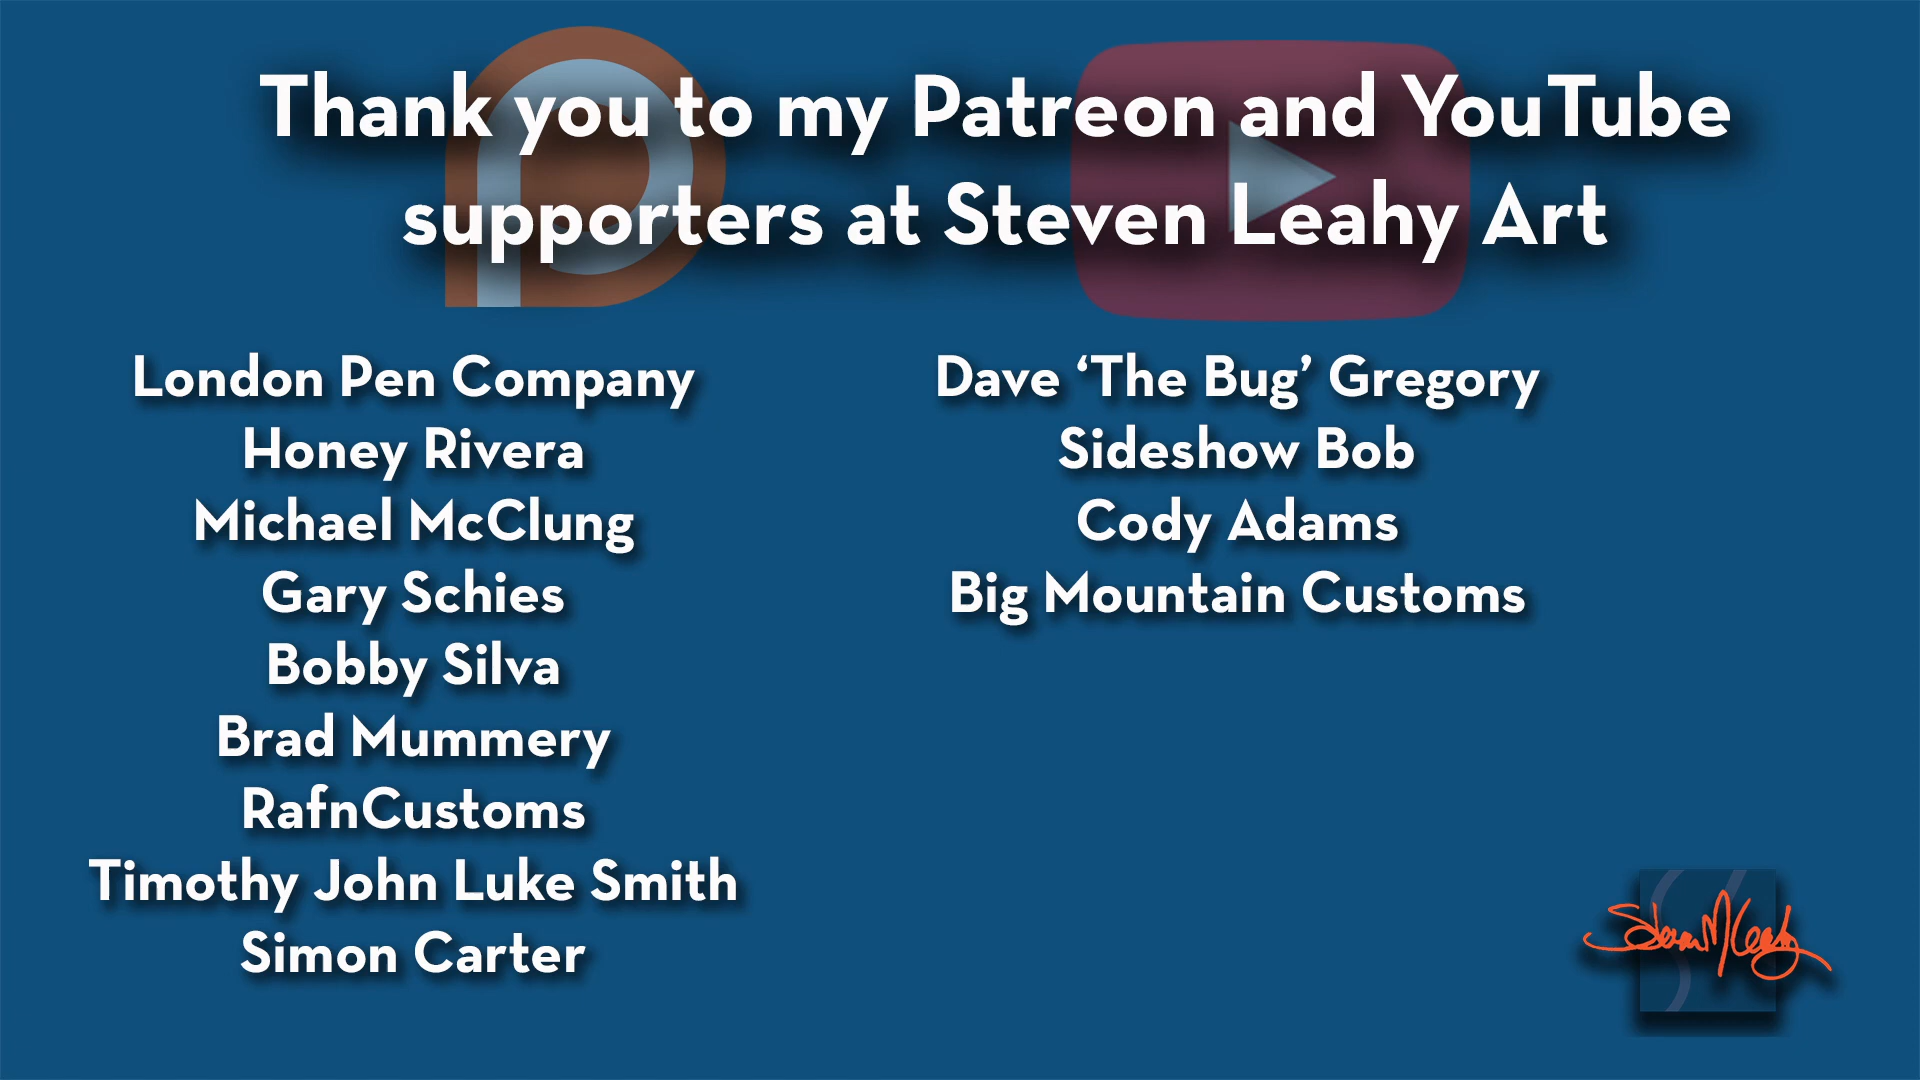 Thank you to my Patreon and YouTube
supporters at Steven Leahy Art
London Pen Company
Honey Rivera
Michael McClung
Gary Schies
Bobby Silva
Brad Mummery
RafnCustoms
Timothy John Luke Smith
Simon Carter
Dave ‘The Bug’ Gregory
Sideshow Bob
Cody Adams
Big Mountain Customs